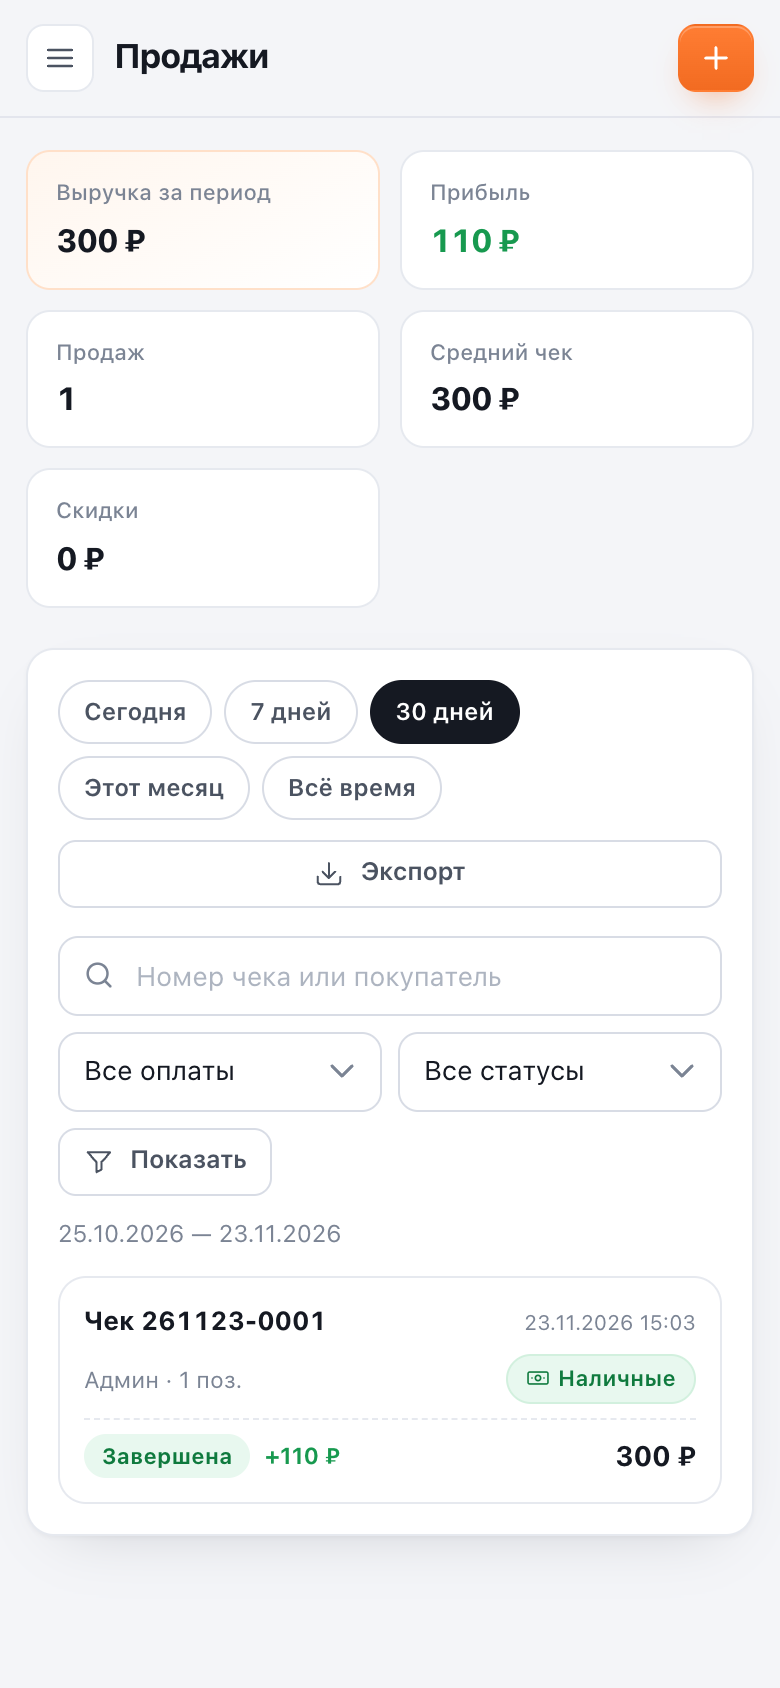 Продажи
Выручка за период
300 ₽
Прибыль
110 ₽
Продаж
1
Средний чек
300 ₽
Скидки
0 ₽
Сегодня 7 дней 30 дней
Этот месяц Всё время
Экспорт
Номер чека или покупатель
Все оплаты Все статусы
Показать
25.10.2026 — 23.11.2026
Чек 261123-0001 23.11.2026 15:03
Админ · 1 поз. Наличные
Завершена +110 ₽ 300 ₽